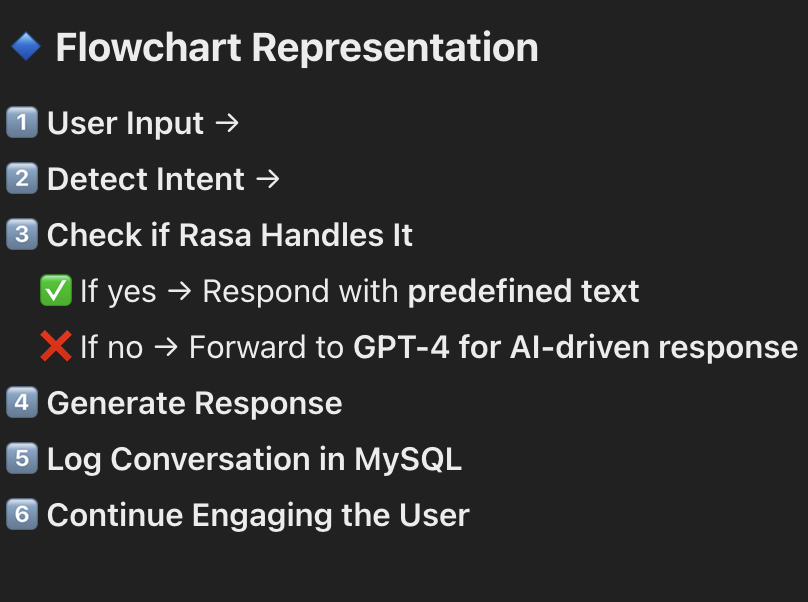 🔷 Flowchart Representation
1️⃣ User Input →
2️⃣ Detect Intent →
3️⃣ Check if Rasa Handles It
✅ If yes → Respond with predefined text
❌ If no → Forward to GPT-4 for AI-driven response
4️⃣ Generate Response
5️⃣ Log Conversation in MySQL
6️⃣ Continue Engaging the User